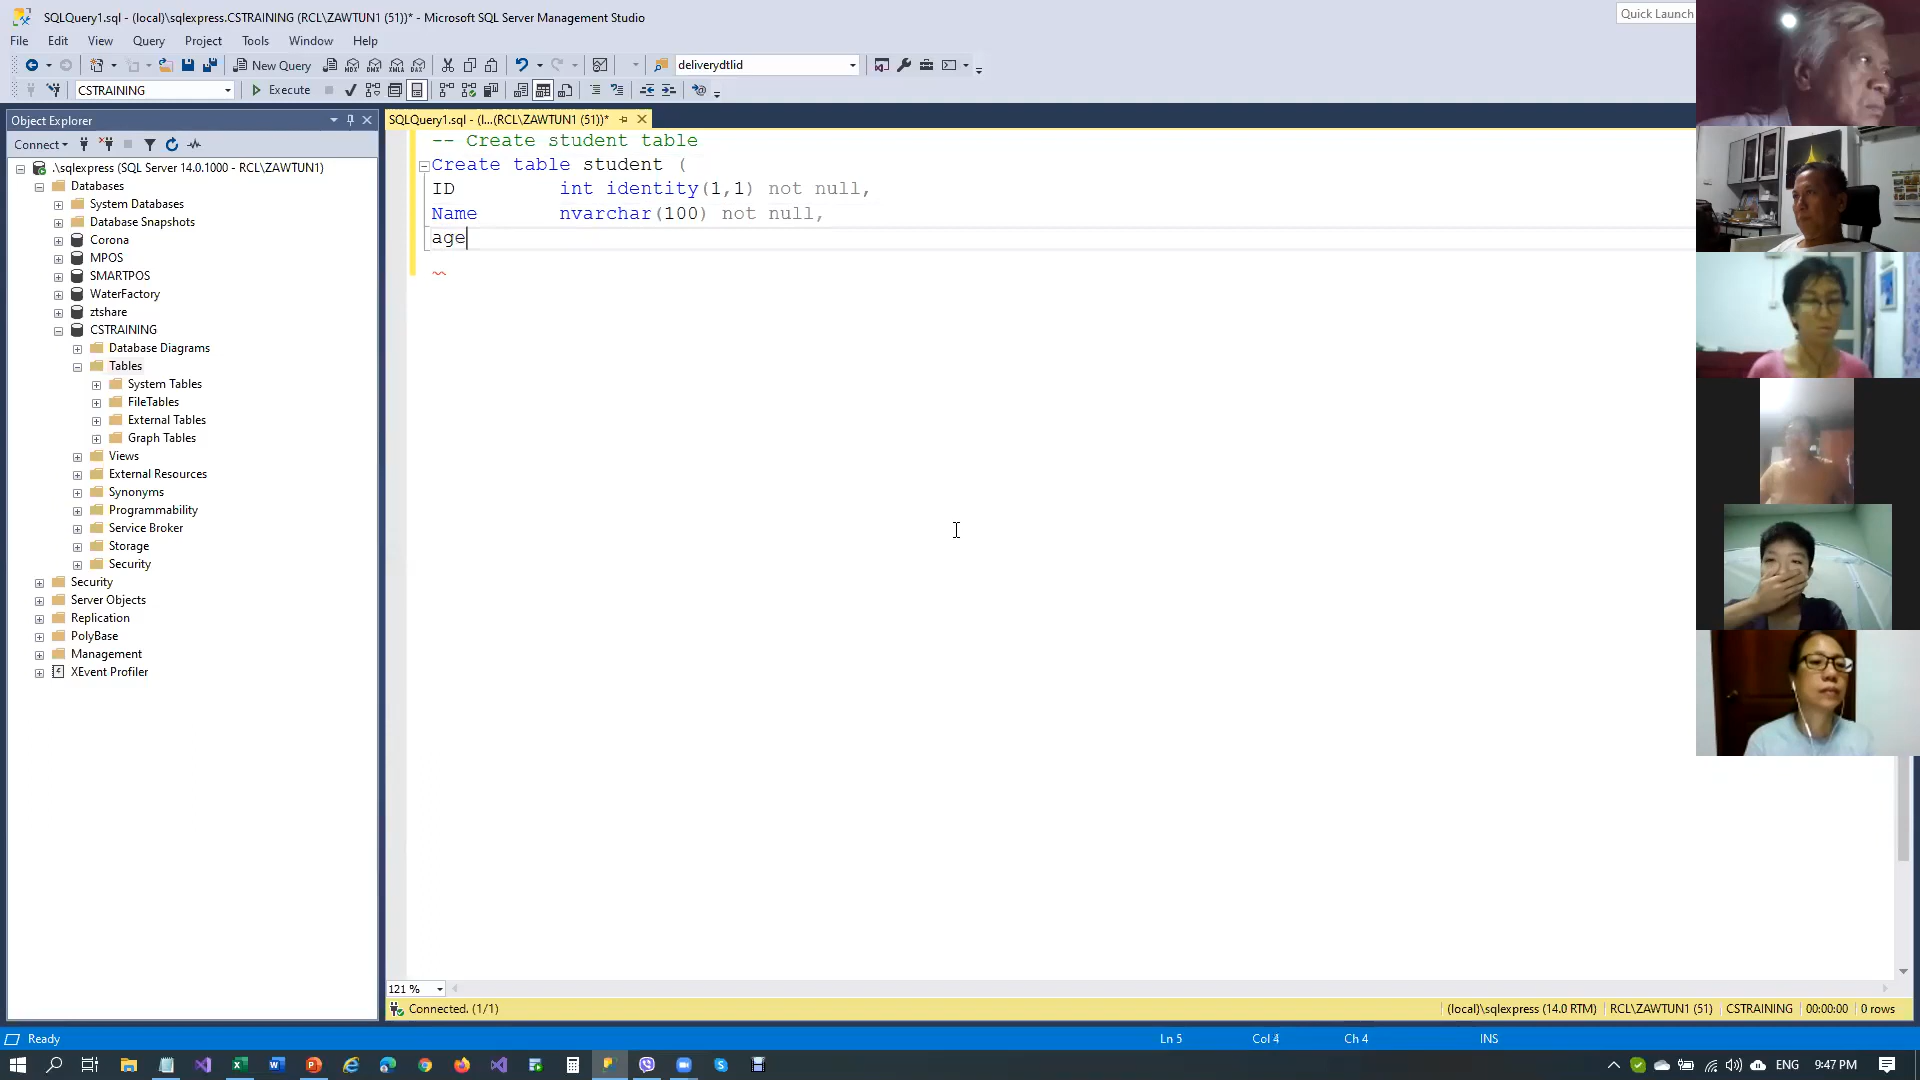 SQLQuery1.sql - (local)\sqlexpress.CSTRAINING (RCL\ZAWTUN1 (51))* - Microsoft SQL Server Management Studio
Quick Launch
File Edit View Query Project Tools Window Help
New Query
deliverydtlid
CSTRAINING
Execute
Object Explorer
SQLQuery1.sql - (l...(RCL\ZAWTUN1 (51))*
Connect
.\sqlexpress (SQL Server 14.0.1000 - RCL\ZAWTUN1)
Databases
System Databases
Database Snapshots
Corona
MPOS
SMARTPOS
WaterFactory
ztshare
CSTRAINING
Database Diagrams
Tables
System Tables
FileTables
External Tables
Graph Tables
Views
External Resources
Synonyms
Programmability
Service Broker
Storage
Security
Security
Server Objects
Replication
PolyBase
Management
XEvent Profiler
-- Create student table
Create table student (
ID int identity(1,1) not null,
Name nvarchar(100) not null,
age
121 %
Connected. (1/1)
(local)\sqlexpress (14.0 RTM) RCL\ZAWTUN1 (51) CSTRAINING 00:00:00 0 rows
Ready
Ln 5 Col 4 Ch 4 INS
ENG 9:47 PM